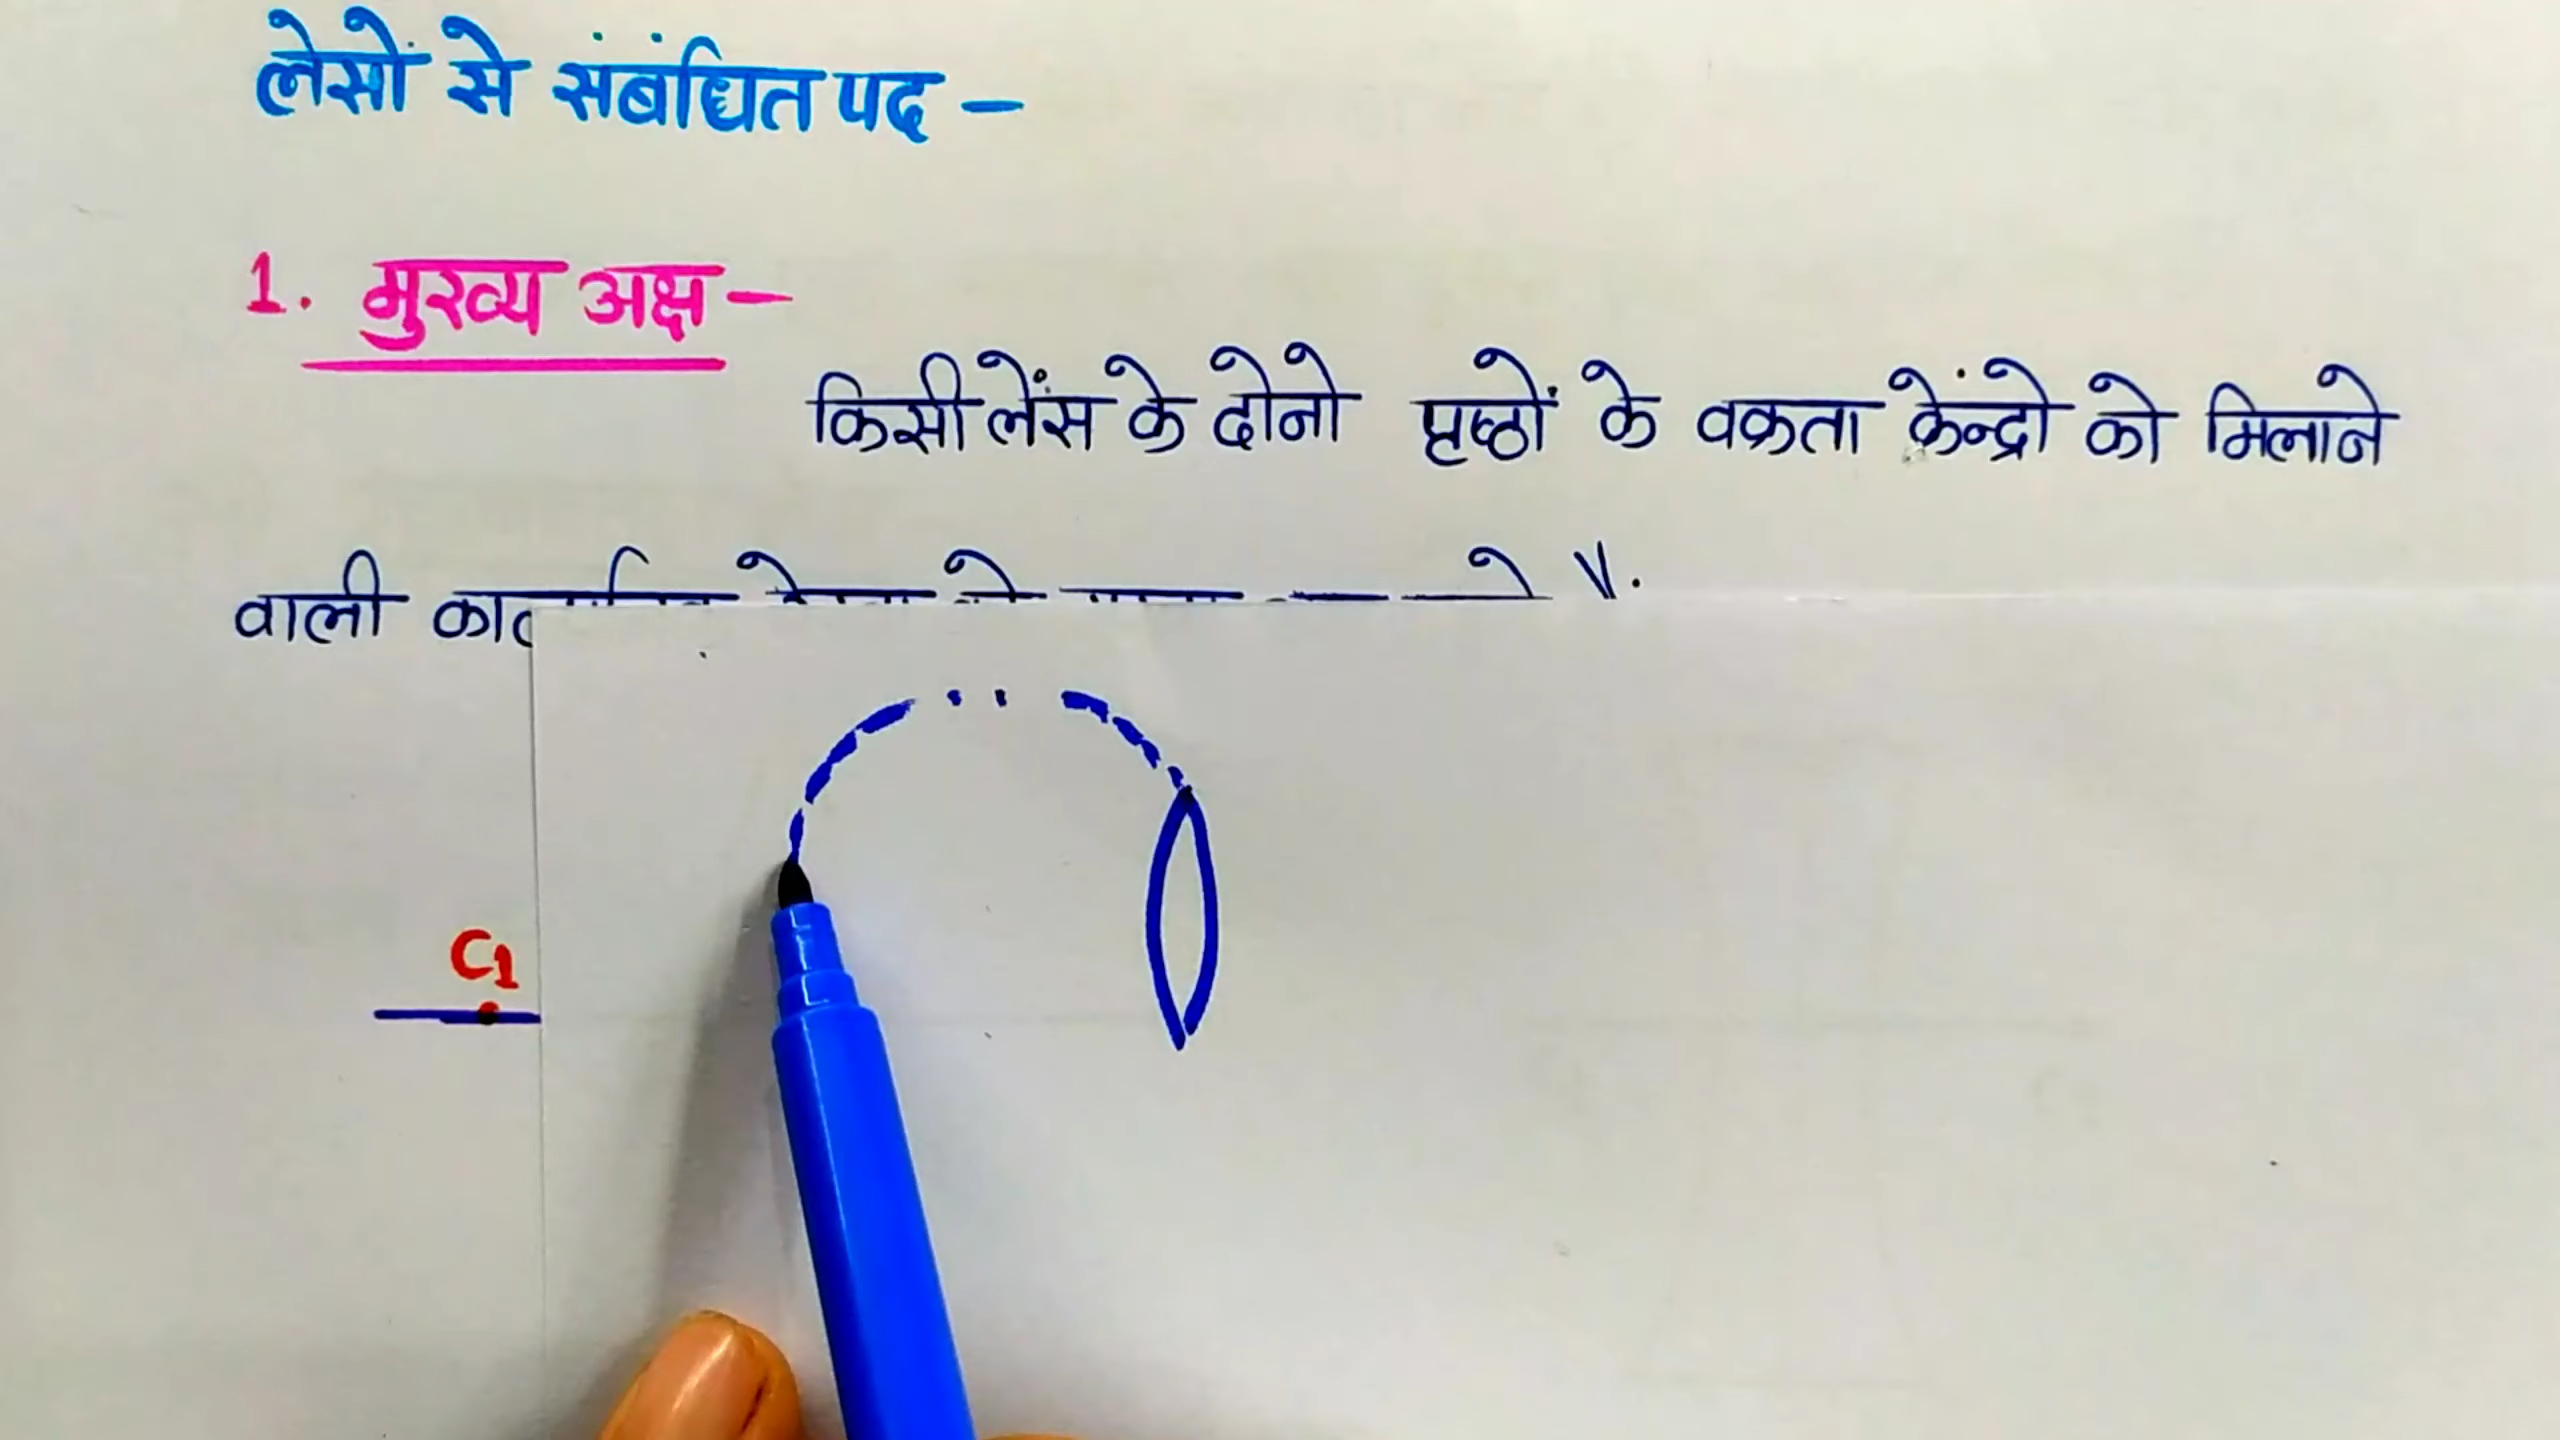 लेसों से संबंधित पद –
1. मुख्य अक्ष –
किसी लेंस के दोनो पृष्ठों के वक्रता केंन्द्रो को मिलाने
वाली
C1